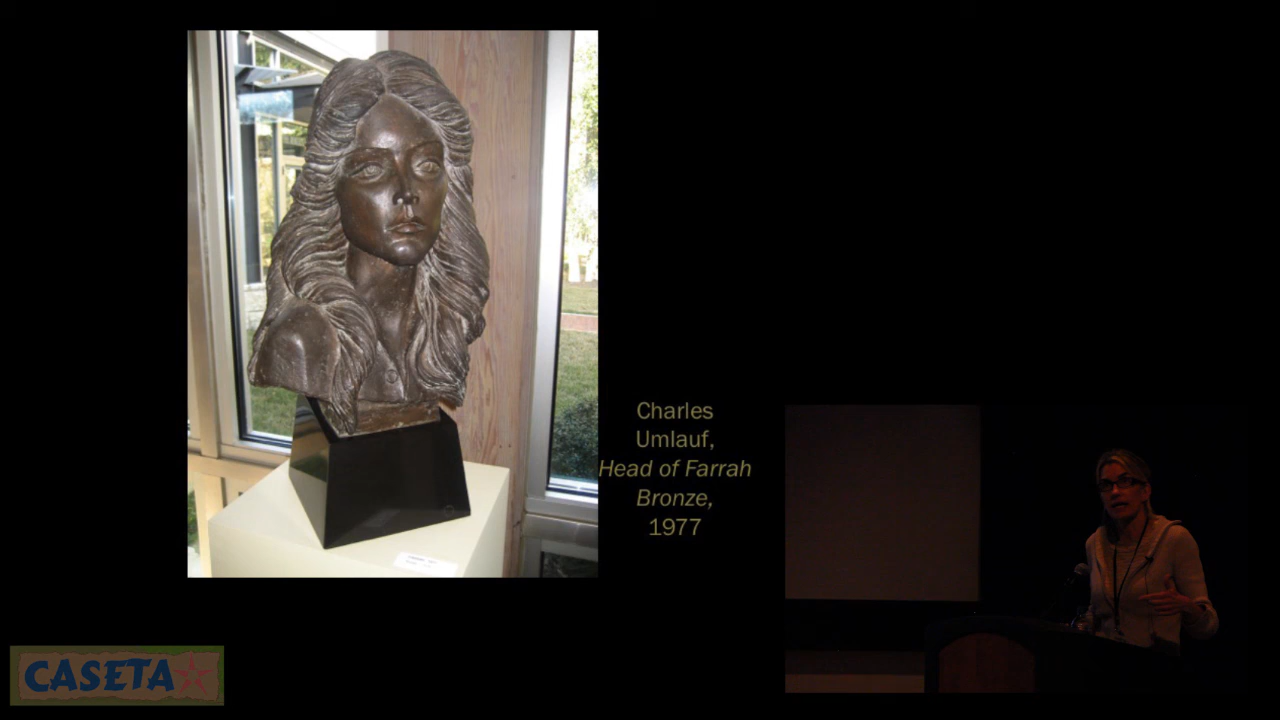 Charles
Umlauf,
Head of Farrah
Bronze,
1977
CASETA